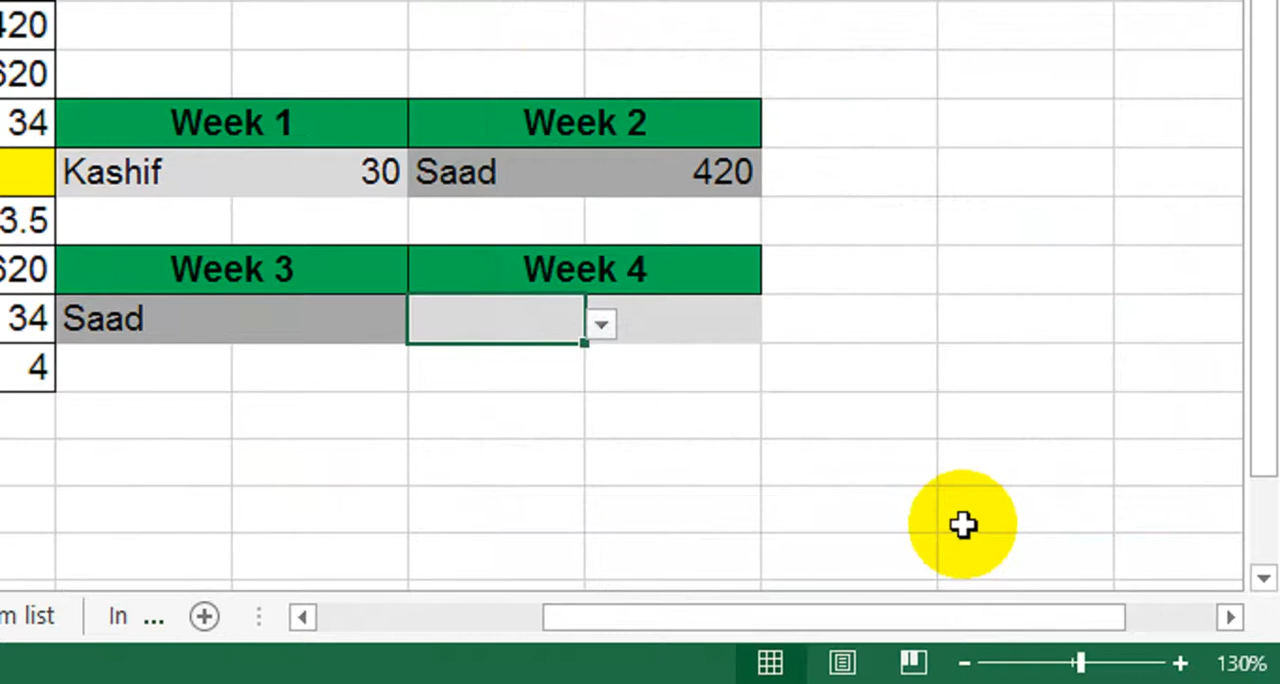 420
620
34
Week 1 Week 2
Kashif 30 Saad 420
3.5
620
Week 3 Week 4
34
Saad
4
m list In ...
130%